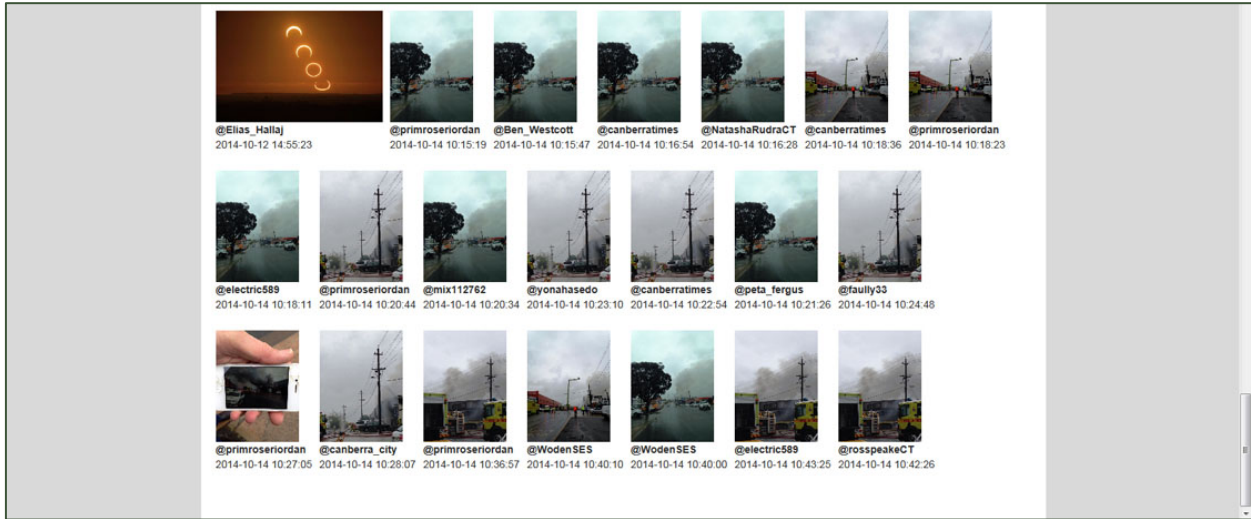 @Elias_Hallaj @primroseriordan @Ben_Westcott @canberratimes @NatashaRudraCT @canberratimes @primroseriordan
2014-10-12 14:55:23 2014-10-14 10:15:19 2014-10-14 10:15:47 2014-10-14 10:16:54 2014-10-14 10:16:28 2014-10-14 10:18:36 2014-10-14 10:18:23
@electric589 @primroseriordan @mix112762 @yonahasedo @canberratimes @peta_fergus @faully33
2014-10-14 10:18:11 2014-10-14 10:20:44 2014-10-14 10:20:34 2014-10-14 10:23:10 2014-10-14 10:22:54 2014-10-14 10:21:26 2014-10-14 10:24:48
@primroseriordan @canberra_city @primroseriordan @WodenSES @WodenSES @electric589 @rosspeakeCT
2014-10-14 10:27:05 2014-10-14 10:28:07 2014-10-14 10:36:57 2014-10-14 10:40:10 2014-10-14 10:40:00 2014-10-14 10:43:25 2014-10-14 10:42:26